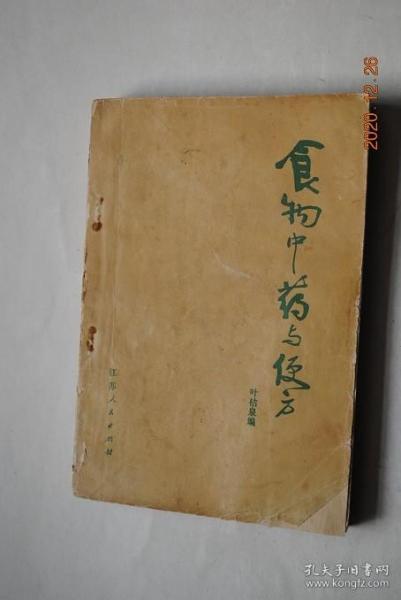 食物中药与便方
叶桔泉编
江苏人民出版社
2020.12.26
孔夫子旧书网
www.kongfz.com